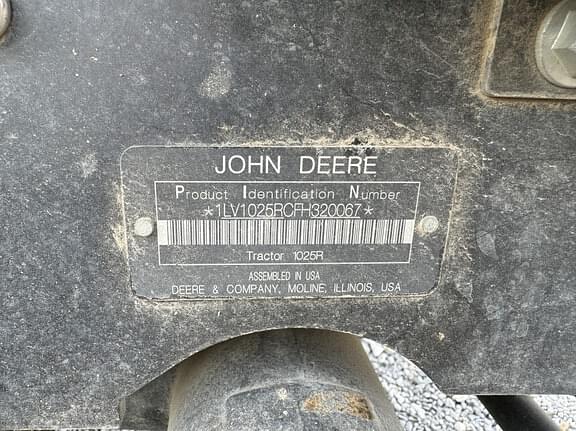 JOHN DEERE
Product Identification Number
*1LV1025RCFH320067*
Tractor 1025R
ASSEMBLED IN USA
DEERE & COMPANY, MOLINE, ILLINOIS, USA